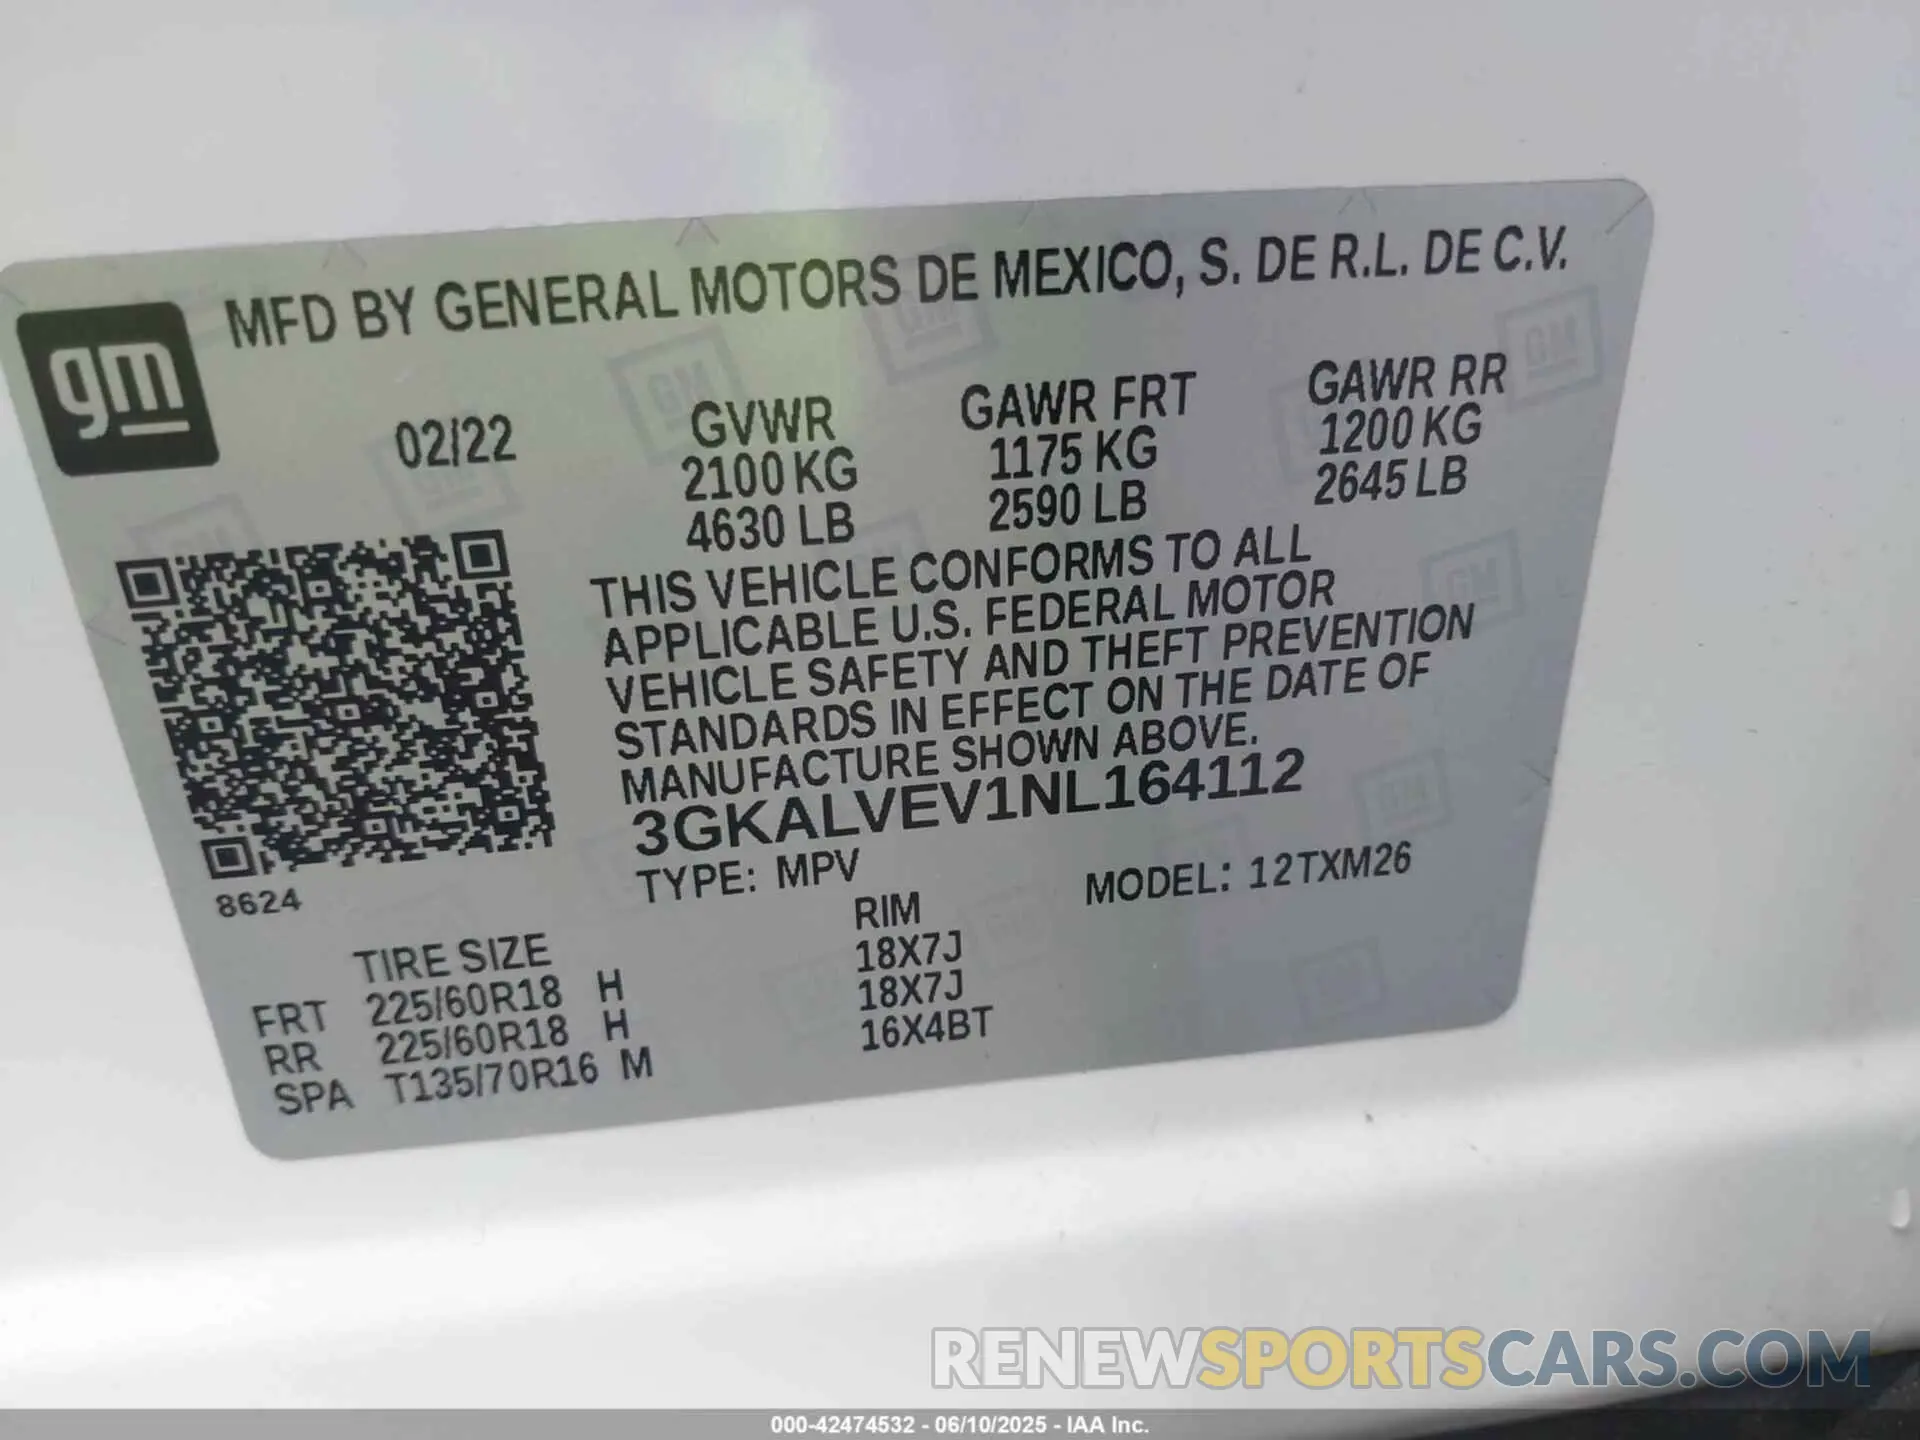 gm
MFD BY GENERAL MOTORS DE MEXICO, S. DE R.L. DE C.V.
02/22
GVWR GAWR FRT GAWR RR
2100 KG 1175 KG 1200 KG
4630 LB 2590 LB 2645 LB
THIS VEHICLE CONFORMS TO ALL
APPLICABLE U.S. FEDERAL MOTOR
VEHICLE SAFETY AND THEFT PREVENTION
STANDARDS IN EFFECT ON THE DATE OF
MANUFACTURE SHOWN ABOVE.
3GKALVEV1NL164112
TYPE: MPV MODEL: 12TXM26
8624
TIRE SIZE RIM
FRT 225/60R18 H 18X7J
RR 225/60R18 H 18X7J
SPA T135/70R16 M 16X4BT
RENEWSPORTSCARS.COM
000-42474532 - 06/10/2025 - IAA Inc.